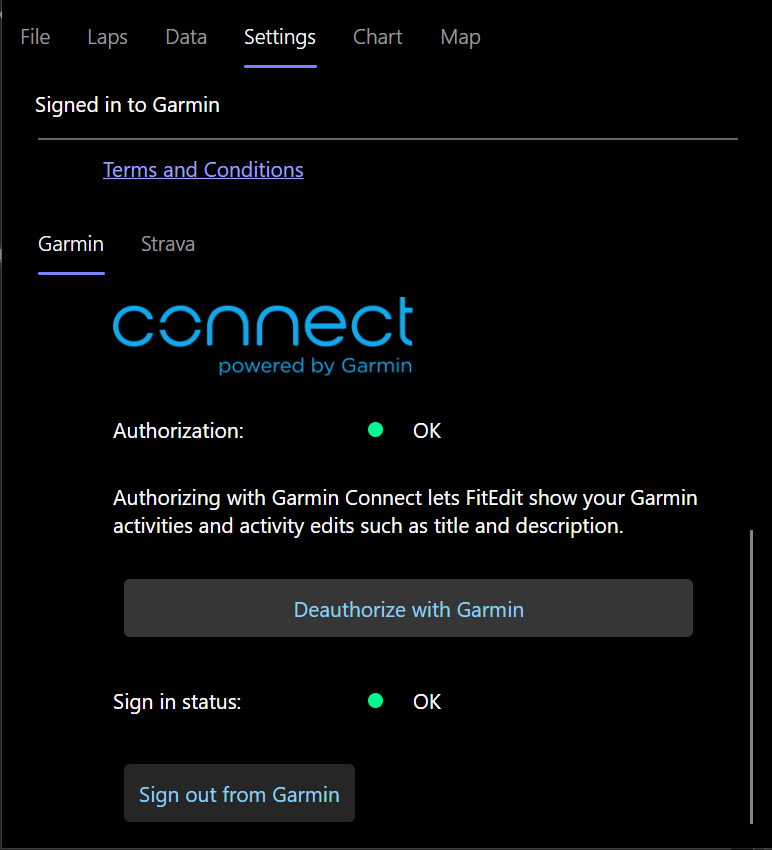 File Laps Data Settings Chart Map
Signed in to Garmin
Terms and Conditions
Garmin Strava
connect
powered by Garmin
Authorization: OK
Authorizing with Garmin Connect lets FitEdit show your Garmin
activities and activity edits such as title and description.
Deauthorize with Garmin
Sign in status: OK
Sign out from Garmin